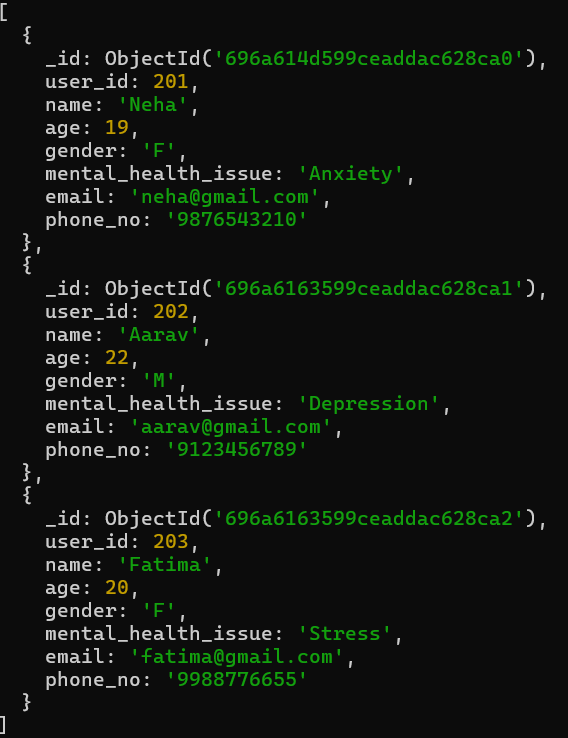 [
  {
    _id: ObjectId('696a614d599ceaddac628ca0'),
    user_id: 201,
    name: 'Neha',
    age: 19,
    gender: 'F',
    mental_health_issue: 'Anxiety',
    email: 'neha@gmail.com',
    phone_no: '9876543210'
  },
  {
    _id: ObjectId('696a6163599ceaddac628ca1'),
    user_id: 202,
    name: 'Aarav',
    age: 22,
    gender: 'M',
    mental_health_issue: 'Depression',
    email: 'aarav@gmail.com',
    phone_no: '9123456789'
  },
  {
    _id: ObjectId('696a6163599ceaddac628ca2'),
    user_id: 203,
    name: 'Fatima',
    age: 20,
    gender: 'F',
    mental_health_issue: 'Stress',
    email: 'fatima@gmail.com',
    phone_no: '9988776655'
  }
]